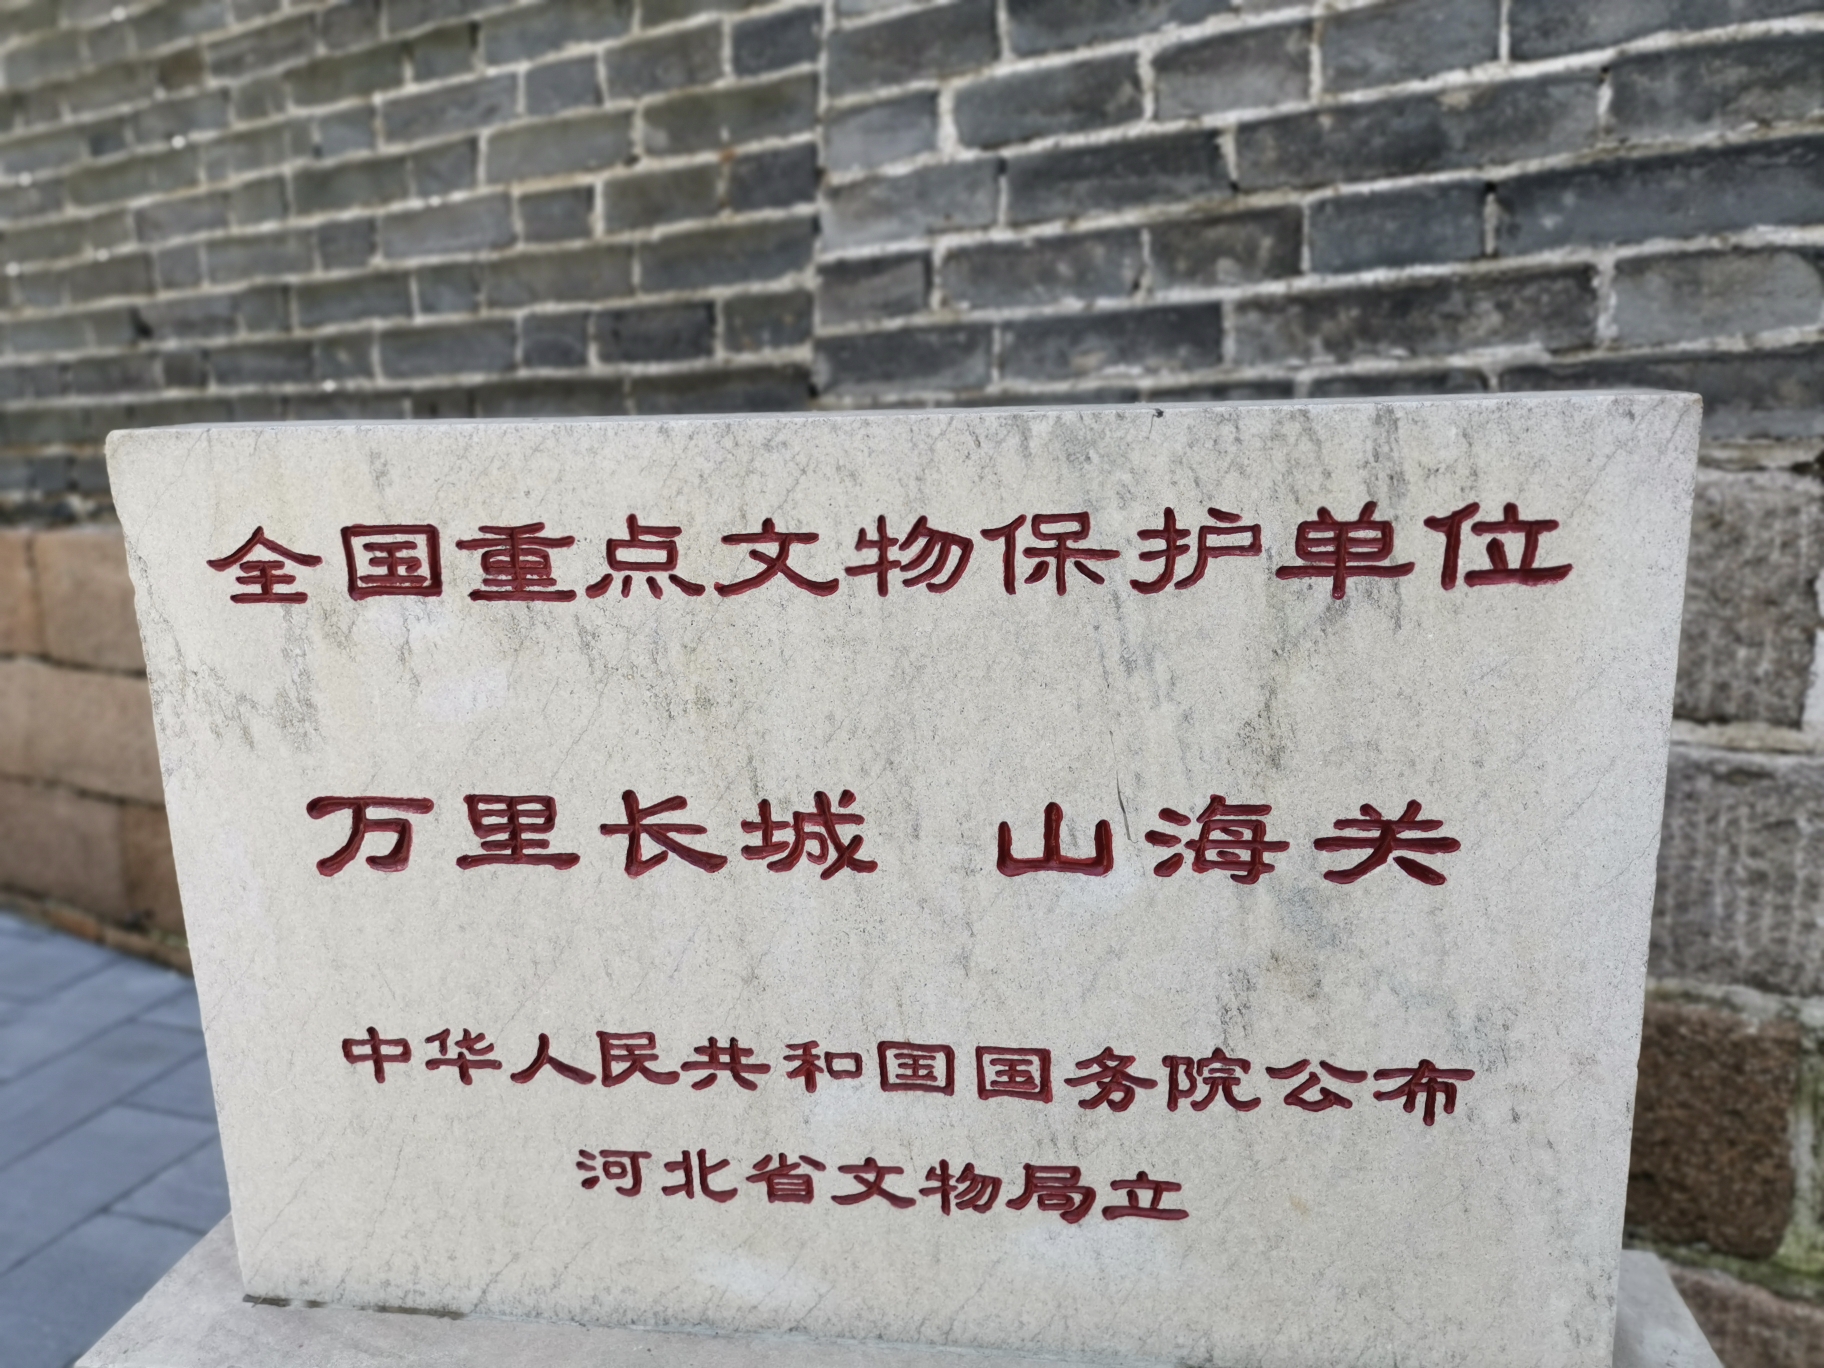 全国重点文物保护单位
万里长城 山海关
中华人民共和国国务院公布
河北省文物局立